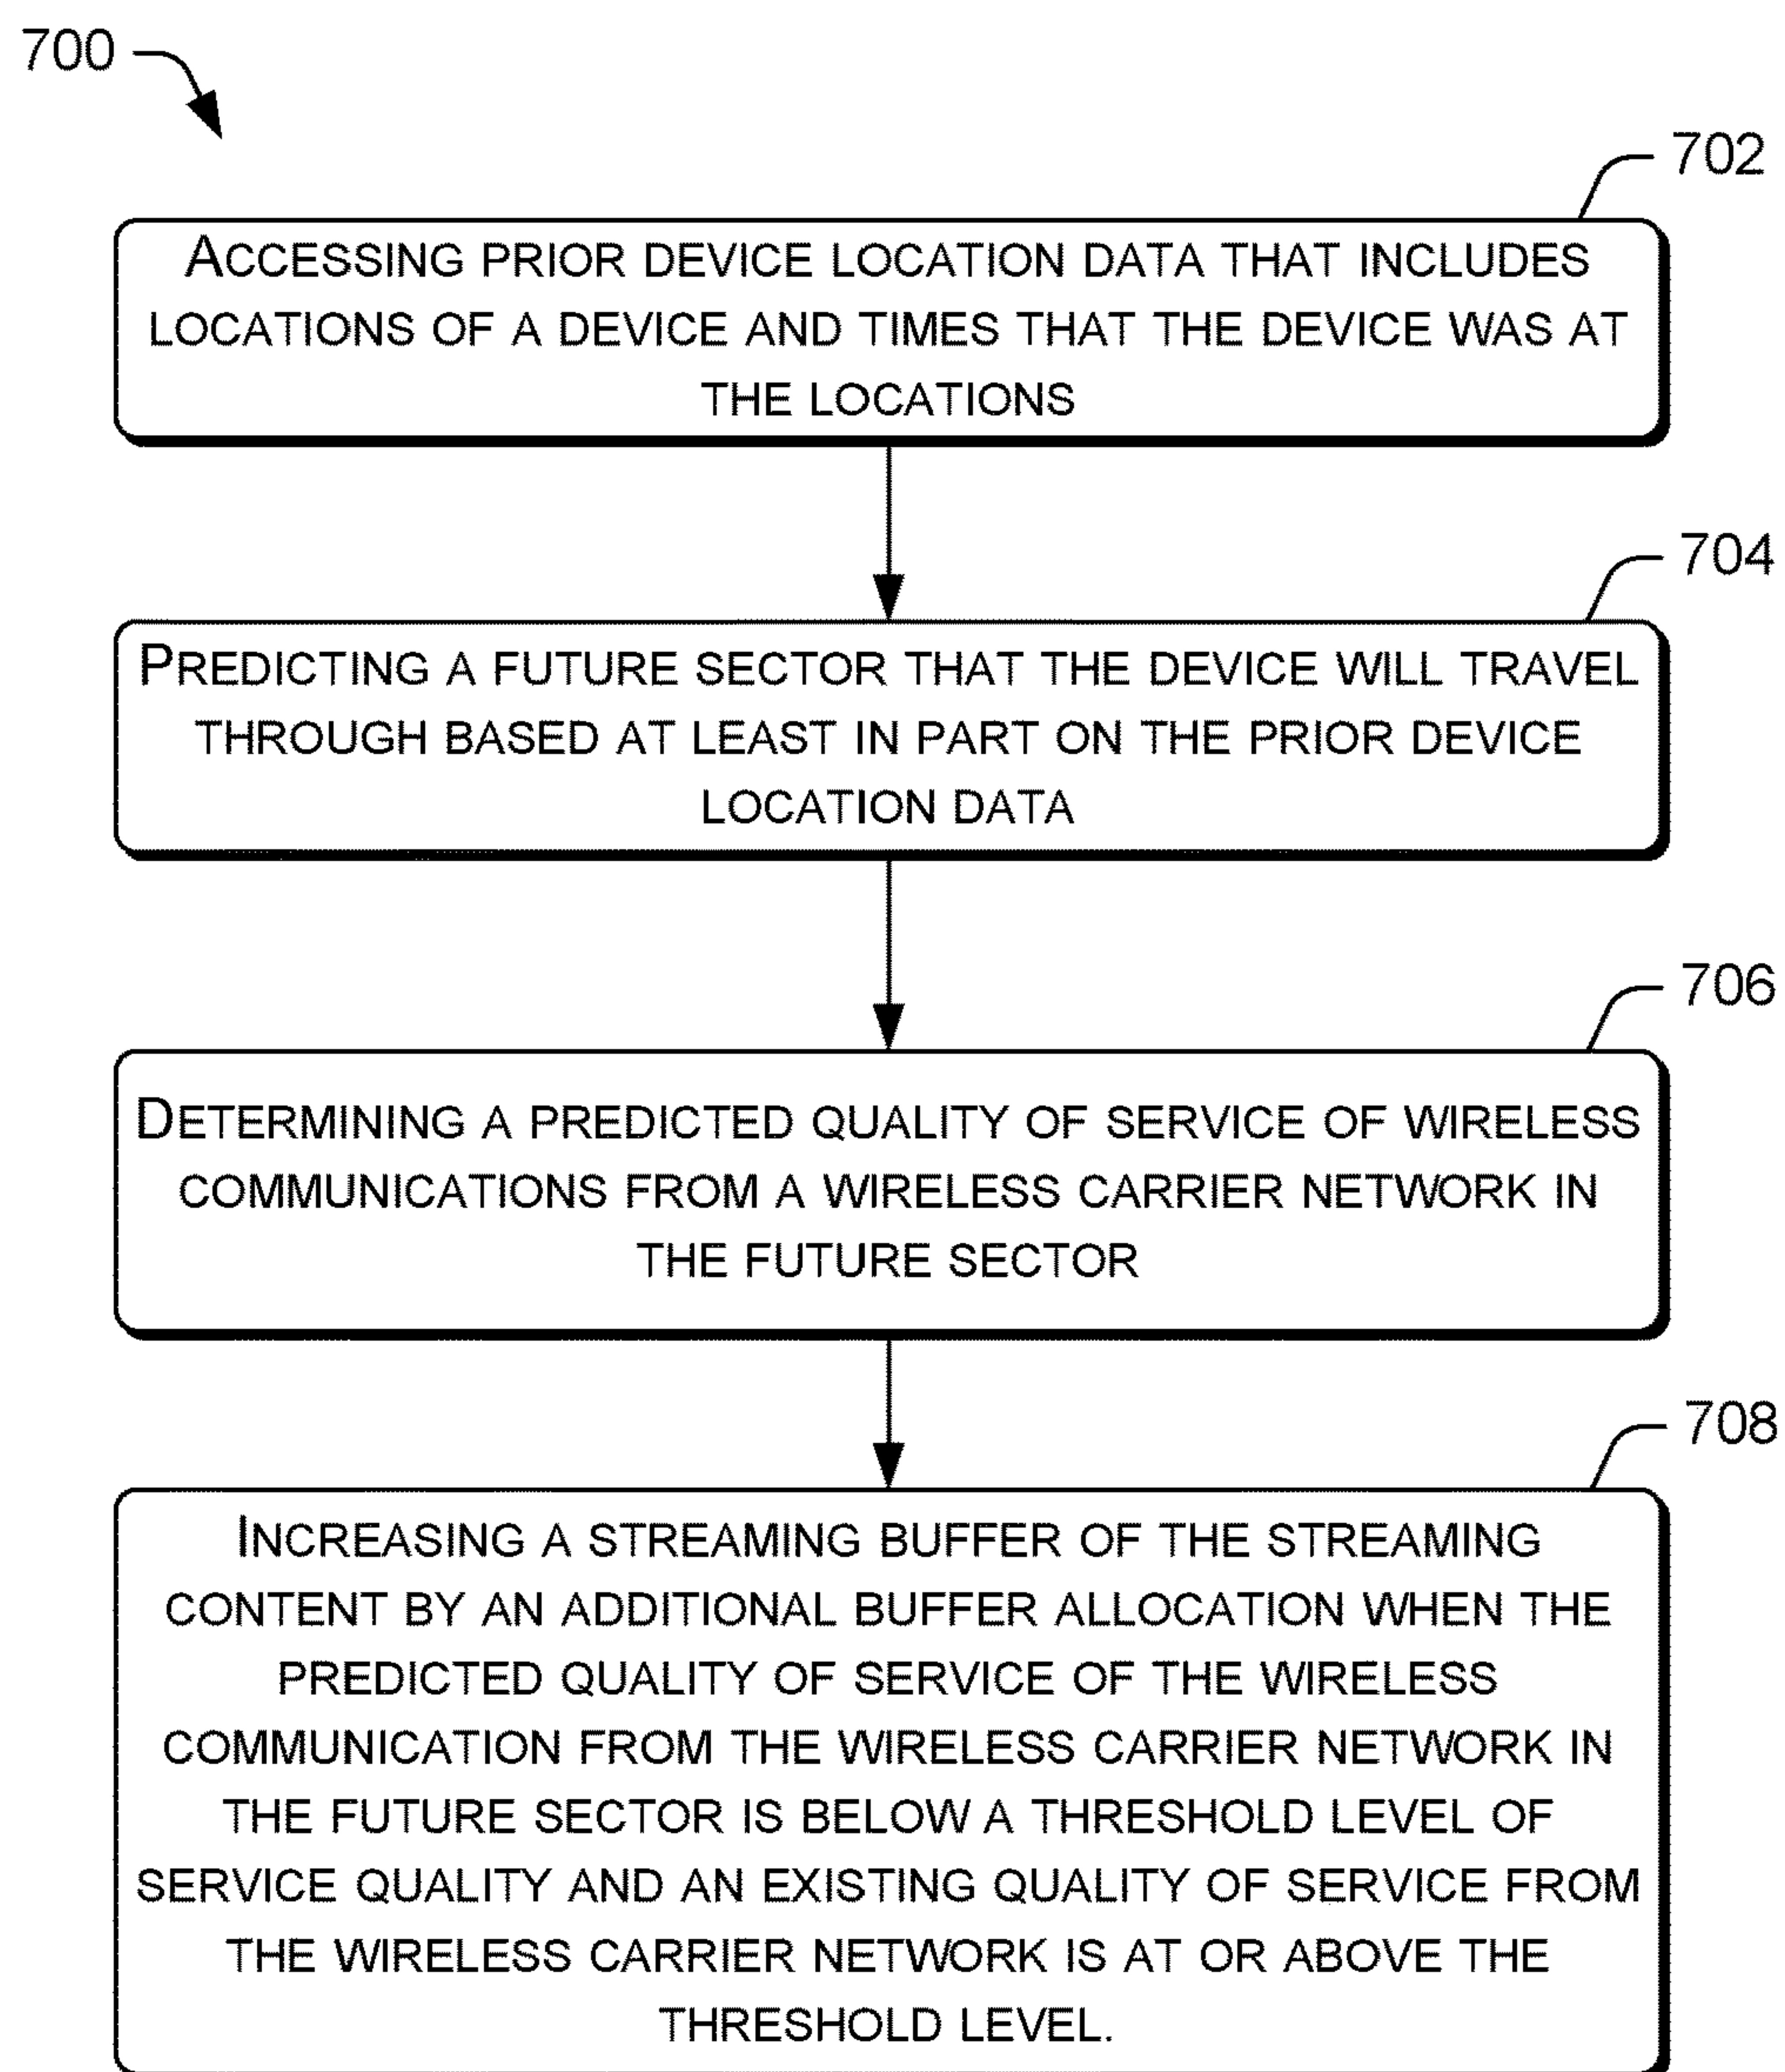 700
702
ACCESSING PRIOR DEVICE LOCATION DATA THAT INCLUDES
LOCATIONS OF A DEVICE AND TIMES THAT THE DEVICE WAS AT
THE LOCATIONS
704
PREDICTING A FUTURE SECTOR THAT THE DEVICE WILL TRAVEL
THROUGH BASED AT LEAST IN PART ON THE PRIOR DEVICE
LOCATION DATA
706
DETERMINING A PREDICTED QUALITY OF SERVICE OF WIRELESS
COMMUNICATIONS FROM A WIRELESS CARRIER NETWORK IN
THE FUTURE SECTOR
708
INCREASING A STREAMING BUFFER OF THE STREAMING
CONTENT BY AN ADDITIONAL BUFFER ALLOCATION WHEN THE
PREDICTED QUALITY OF SERVICE OF THE WIRELESS
COMMUNICATION FROM THE WIRELESS CARRIER NETWORK IN
THE FUTURE SECTOR IS BELOW A THRESHOLD LEVEL OF
SERVICE QUALITY AND AN EXISTING QUALITY OF SERVICE FROM
THE WIRELESS CARRIER NETWORK IS AT OR ABOVE THE
THRESHOLD LEVEL.